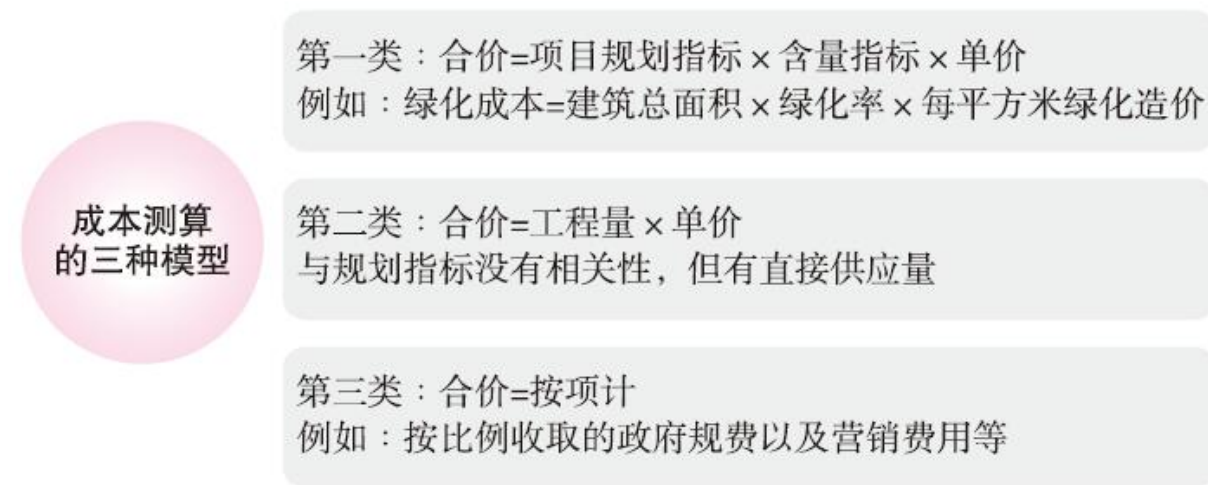 成本测算
的三种模型
第一类：合价=项目规划指标×含量指标×单价
例如：绿化成本=建筑总面积×绿化率×每平方米绿化造价
第二类：合价=工程量×单价
与规划指标没有相关性，但有直接供应量
第三类：合价=按项计
例如：按比例收取的政府规费以及营销费用等